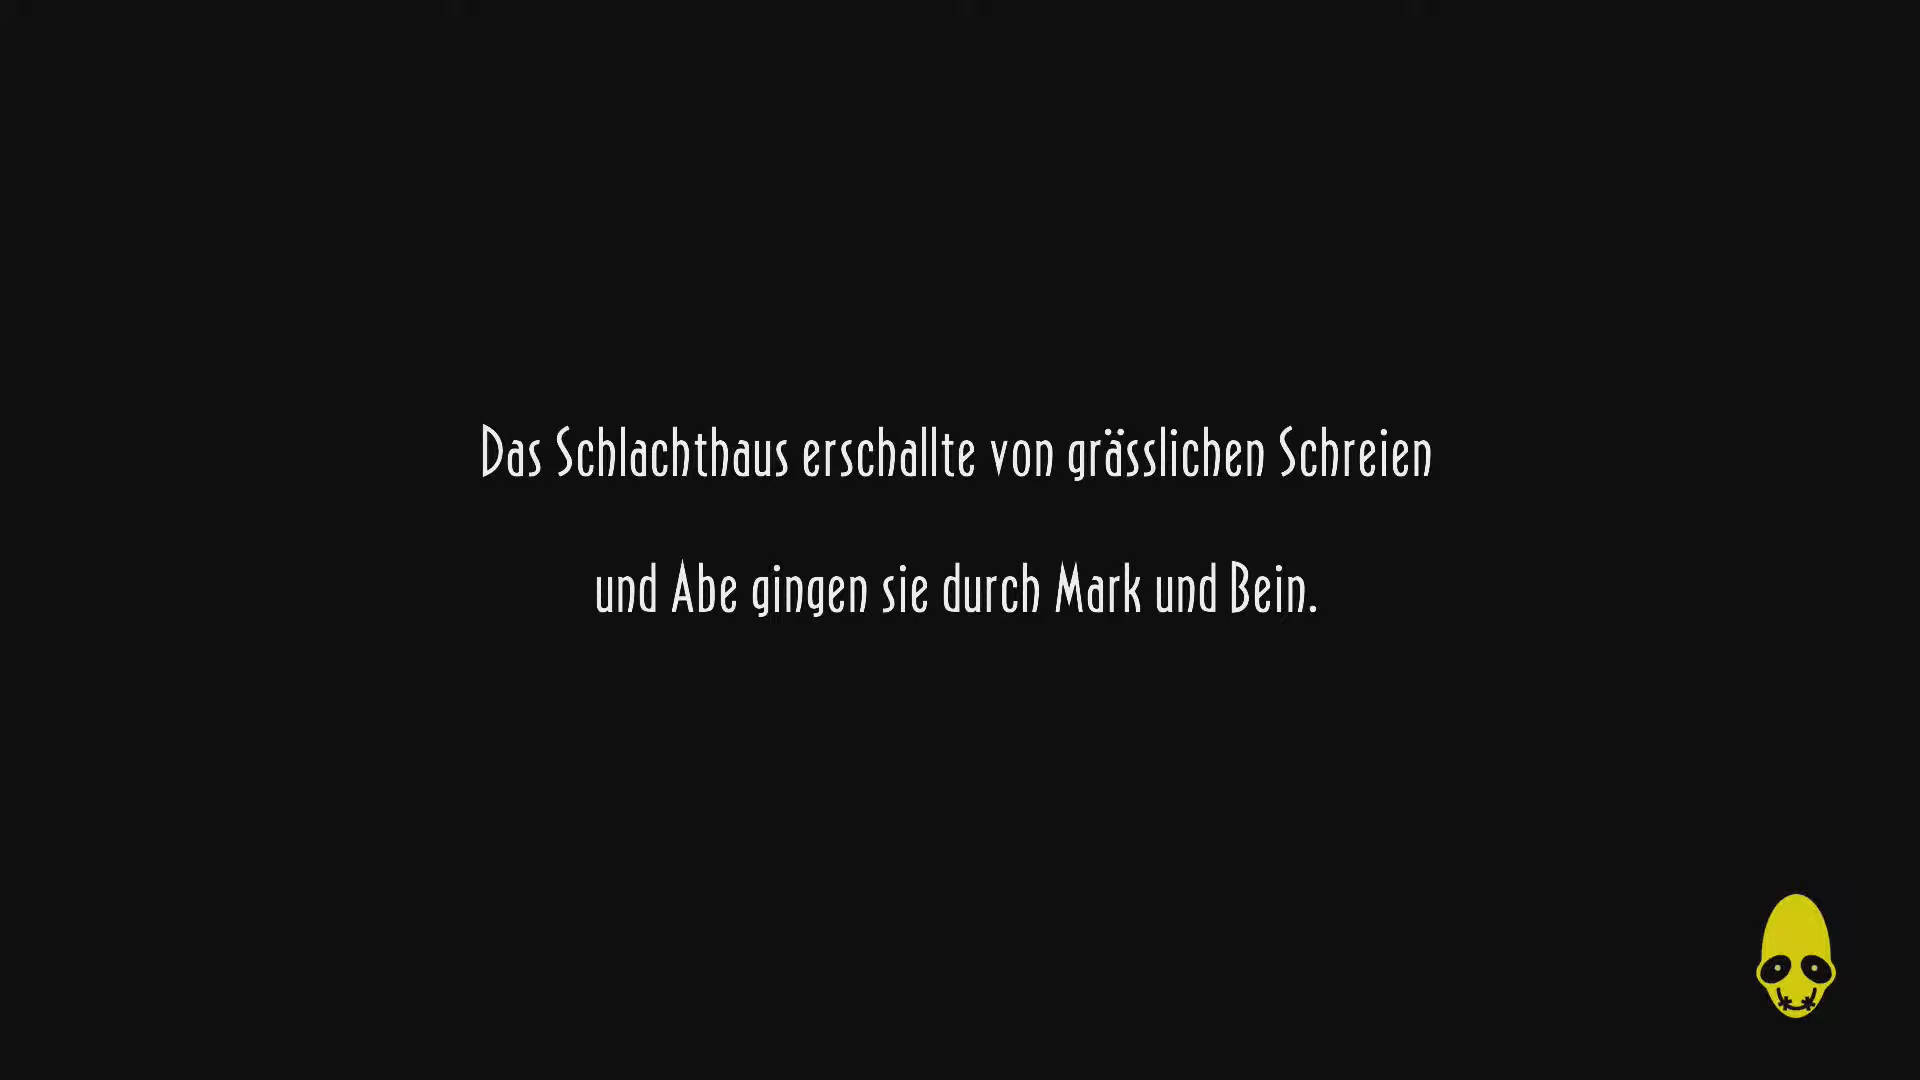 Das Schlachthaus erschallte von grässlichen Schreien
und Abe gingen sie durch Mark und Bein.